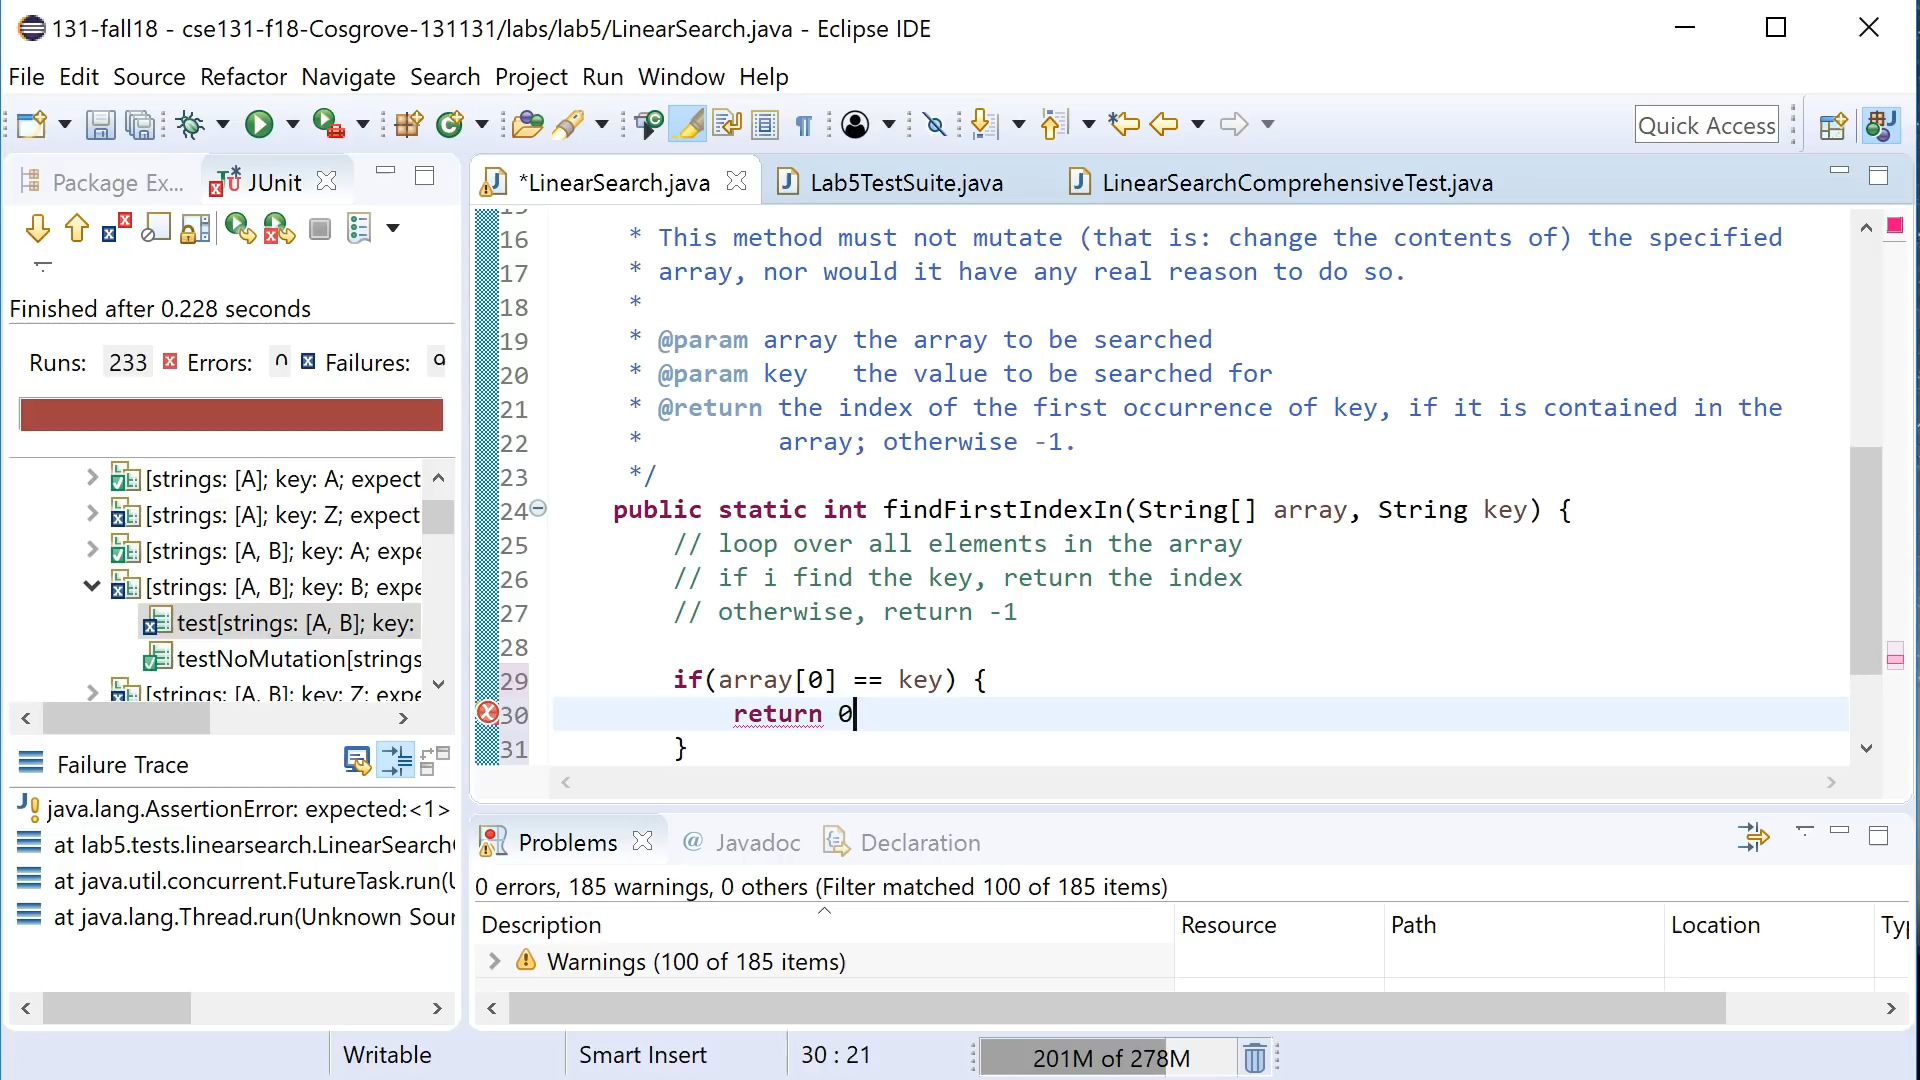 131-fall18 - cse131-f18-Cosgrove-131131/labs/lab5/LinearSearch.java - Eclipse IDE
File Edit Source Refactor Navigate Search Project Run Window Help
Quick Access
Package Ex...
JUnit
Finished after 0.228 seconds
Runs: 233 Errors: Failures:
[strings: [A]; key: A; expect
[strings: [A]; key: Z; expect
[strings: [A, B]; key: A; expe
[strings: [A, B]; key: B; expe
test[strings: [A, B]; key:
testNoMutation[strings
[strings: [A, B]; key: Z; expe
Failure Trace
java.lang.AssertionError: expected:<1>
at lab5.tests.linearsearch.LinearSearch
at java.util.concurrent.FutureTask.run(
at java.lang.Thread.run(Unknown Sour
*LinearSearch.java
Lab5TestSuite.java
LinearSearchComprehensiveTest.java
16 * This method must not mutate (that is: change the contents of) the specified
17 * array, nor would it have any real reason to do so.
18 *
19 * @param array the array to be searched
20 * @param key   the value to be searched for
21 * @return the index of the first occurrence of key, if it is contained in the
22 *         array; otherwise -1.
23 */
24 public static int findFirstIndexIn(String[] array, String key) {
25 // loop over all elements in the array
26 // if i find the key, return the index
27 // otherwise, return -1
28
29 if(array[0] == key) {
30 return 0
31 }
Problems
@ Javadoc
Declaration
0 errors, 185 warnings, 0 others (Filter matched 100 of 185 items)
Description Resource Path Location
Warnings (100 of 185 items)
Writable Smart Insert 30 : 21 201M of 278M